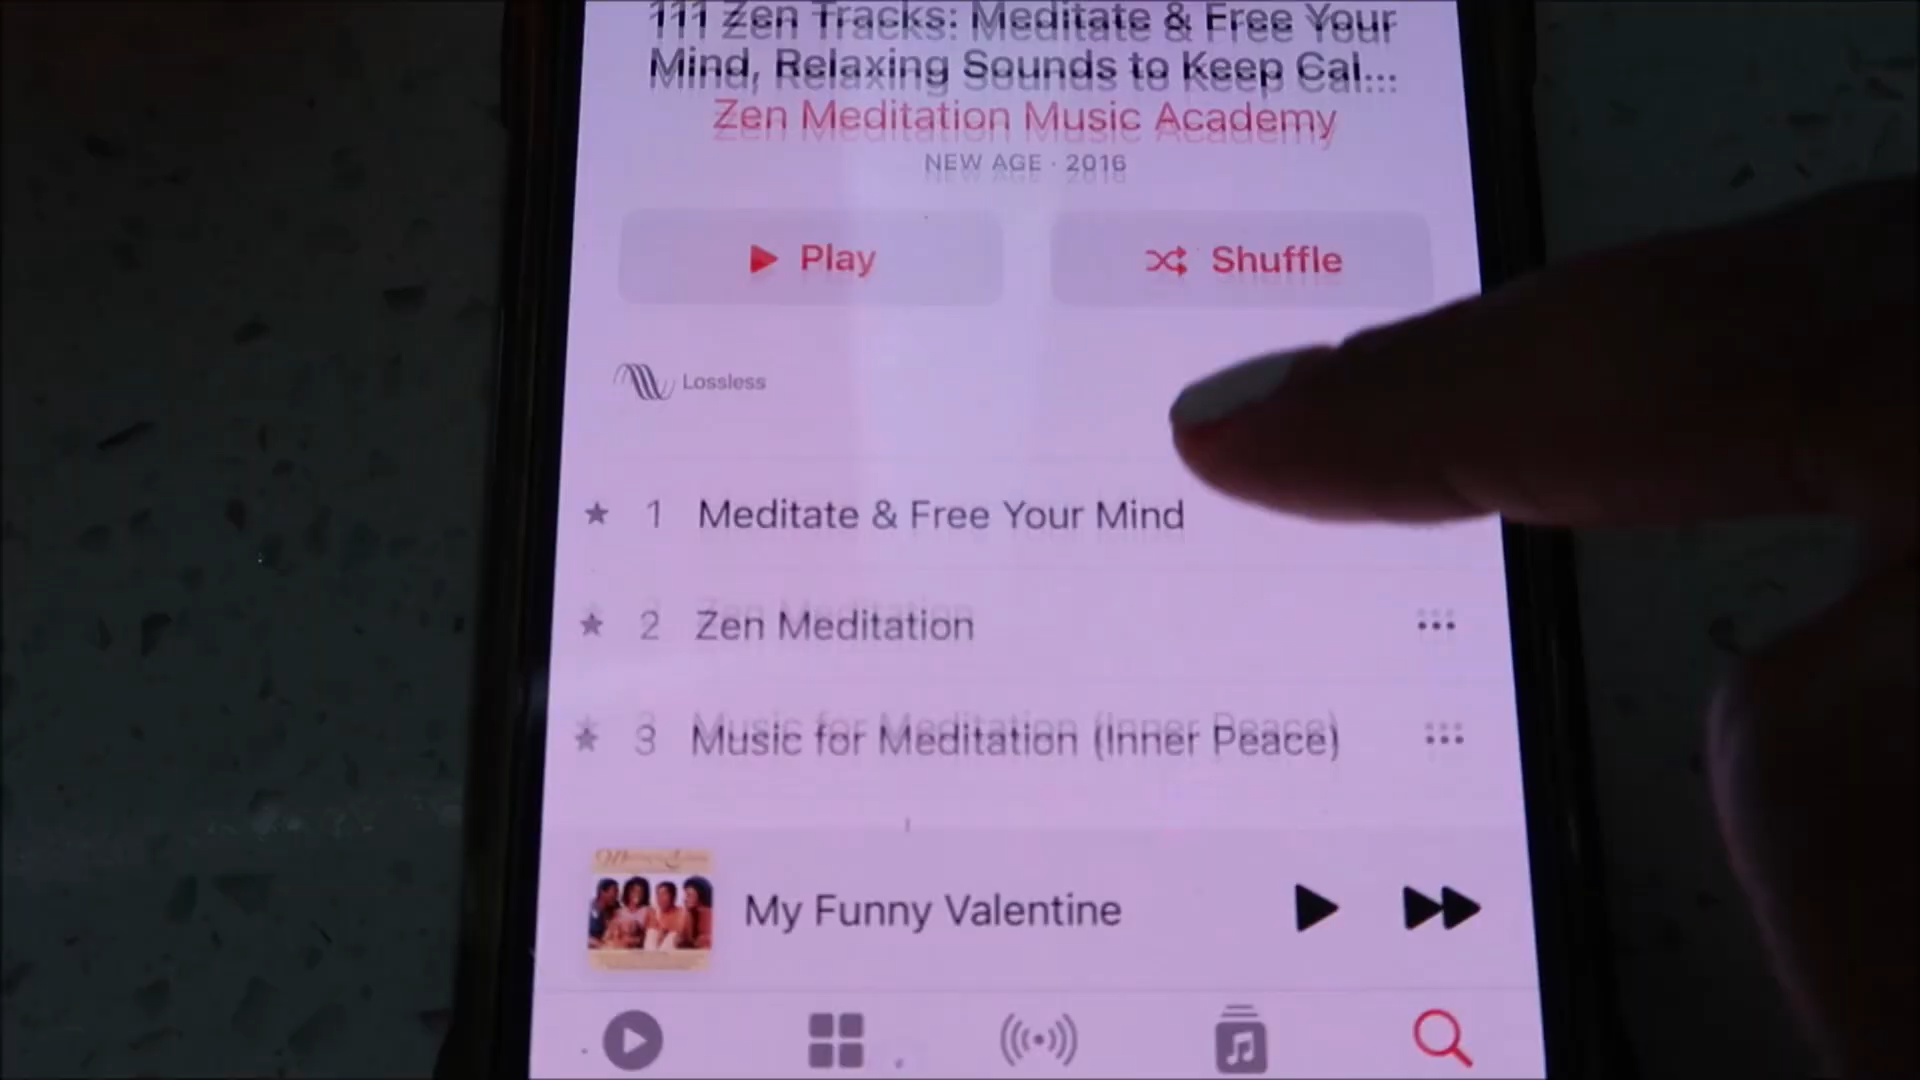 111 Zen Tracks: Meditate & Free Your
Mind, Relaxing Sounds to Keep Cal...
Zen Meditation Music Academy
NEW AGE · 2016
Play
Shuffle
Lossless
★ 1 Meditate & Free Your Mind
★ 2 Zen Meditation
★ 3 Music for Meditation (Inner Peace)
My Funny Valentine